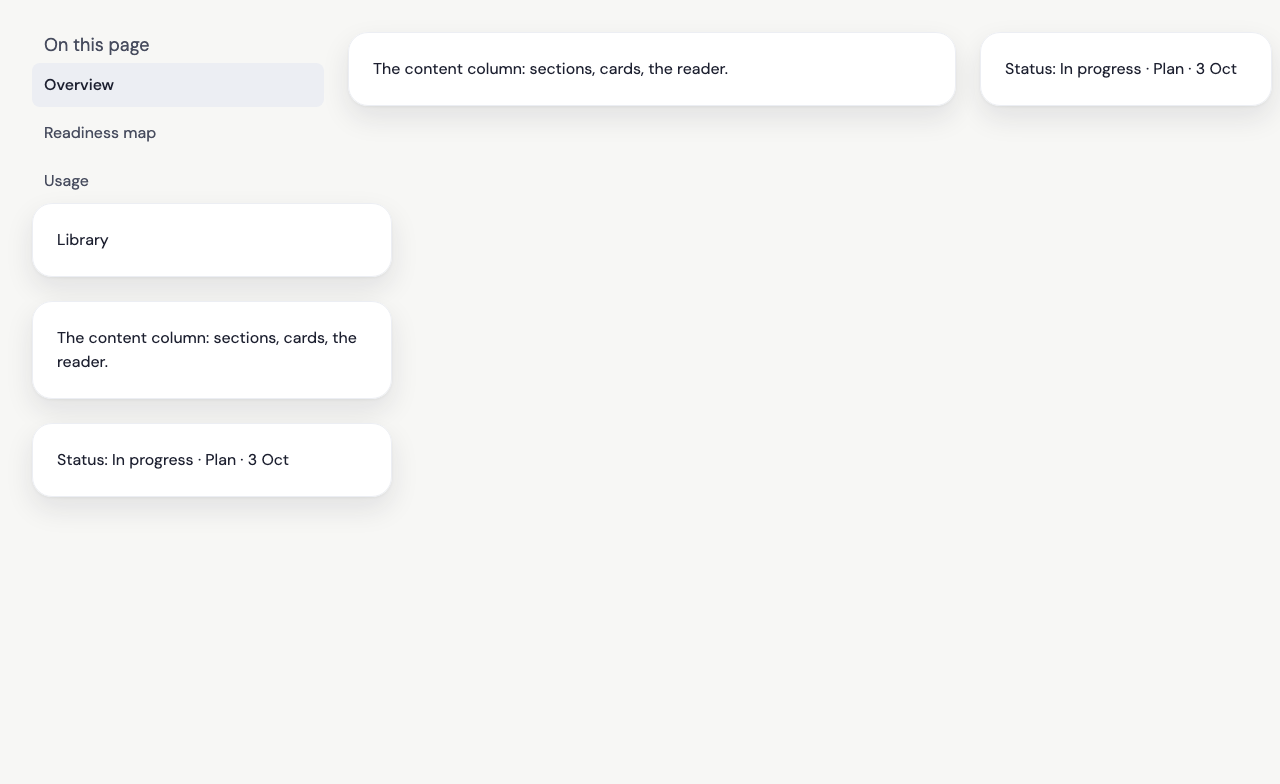 On this page
Overview
Readiness map
Usage
The content column: sections, cards, the reader.
Status: In progress · Plan · 3 Oct
Library
The content column: sections, cards, the
reader.
Status: In progress · Plan · 3 Oct